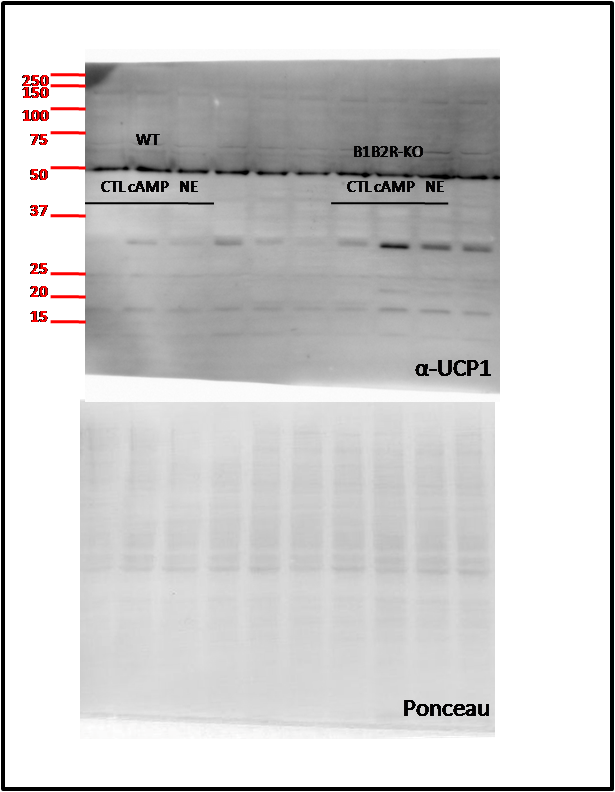 250
150
100
75
50
37
25
20
15
WT
B1B2R-KO
CTL cAMP NE
CTL cAMP NE
α-UCP1
Ponceau